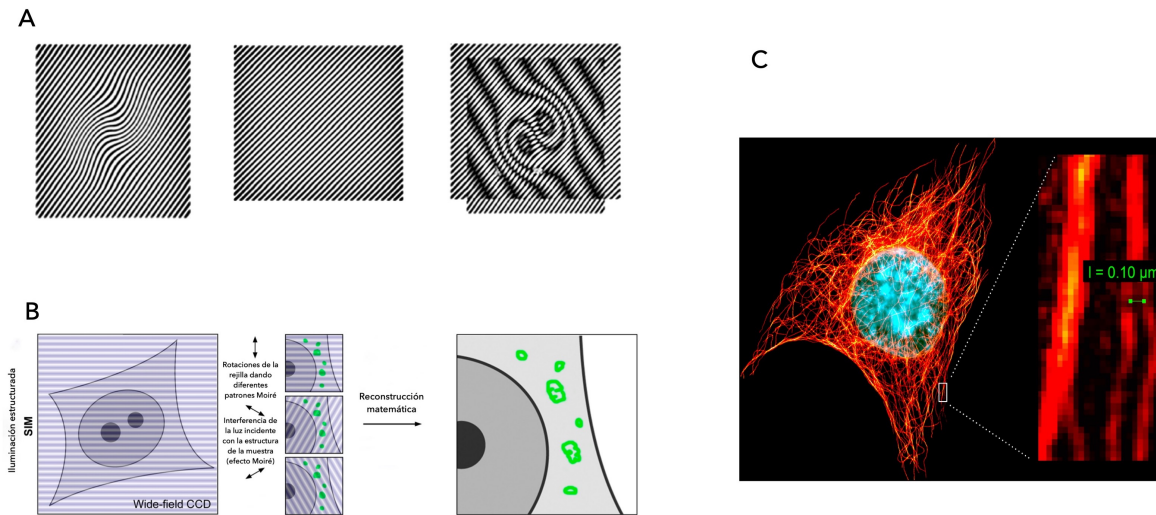 A
C
B
Iluminación estructurada
SIM
Wide-field CCD
Rotaciones de la
rejilla dando
diferentes
patrones Moiré
Interferencia de
la luz incidente
con la estructura
de la muestra
(efecto Moiré)
Reconstrucción
matemática
l = 0.10 µm